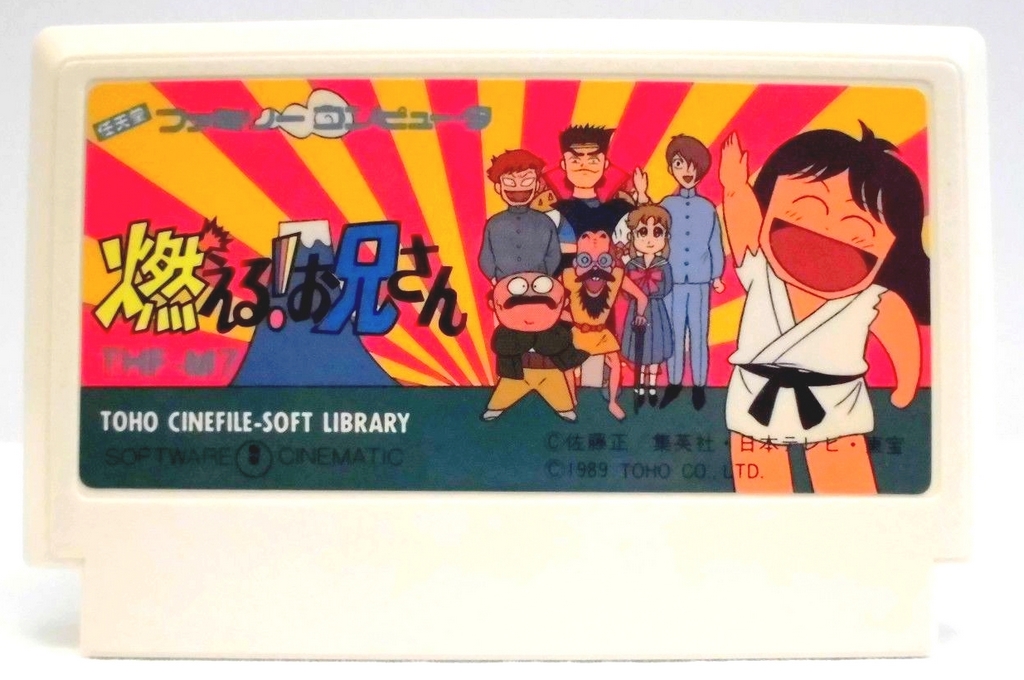 任天堂 ファミリーコンピュータ
燃える!お兄さん
THF-M7
TOHO CINEFILE-SOFT LIBRARY
SOFTWARE CINEMATIC
©佐藤正 集英社・日本テレビ・東宝
©1989 TOHO CO., LTD.